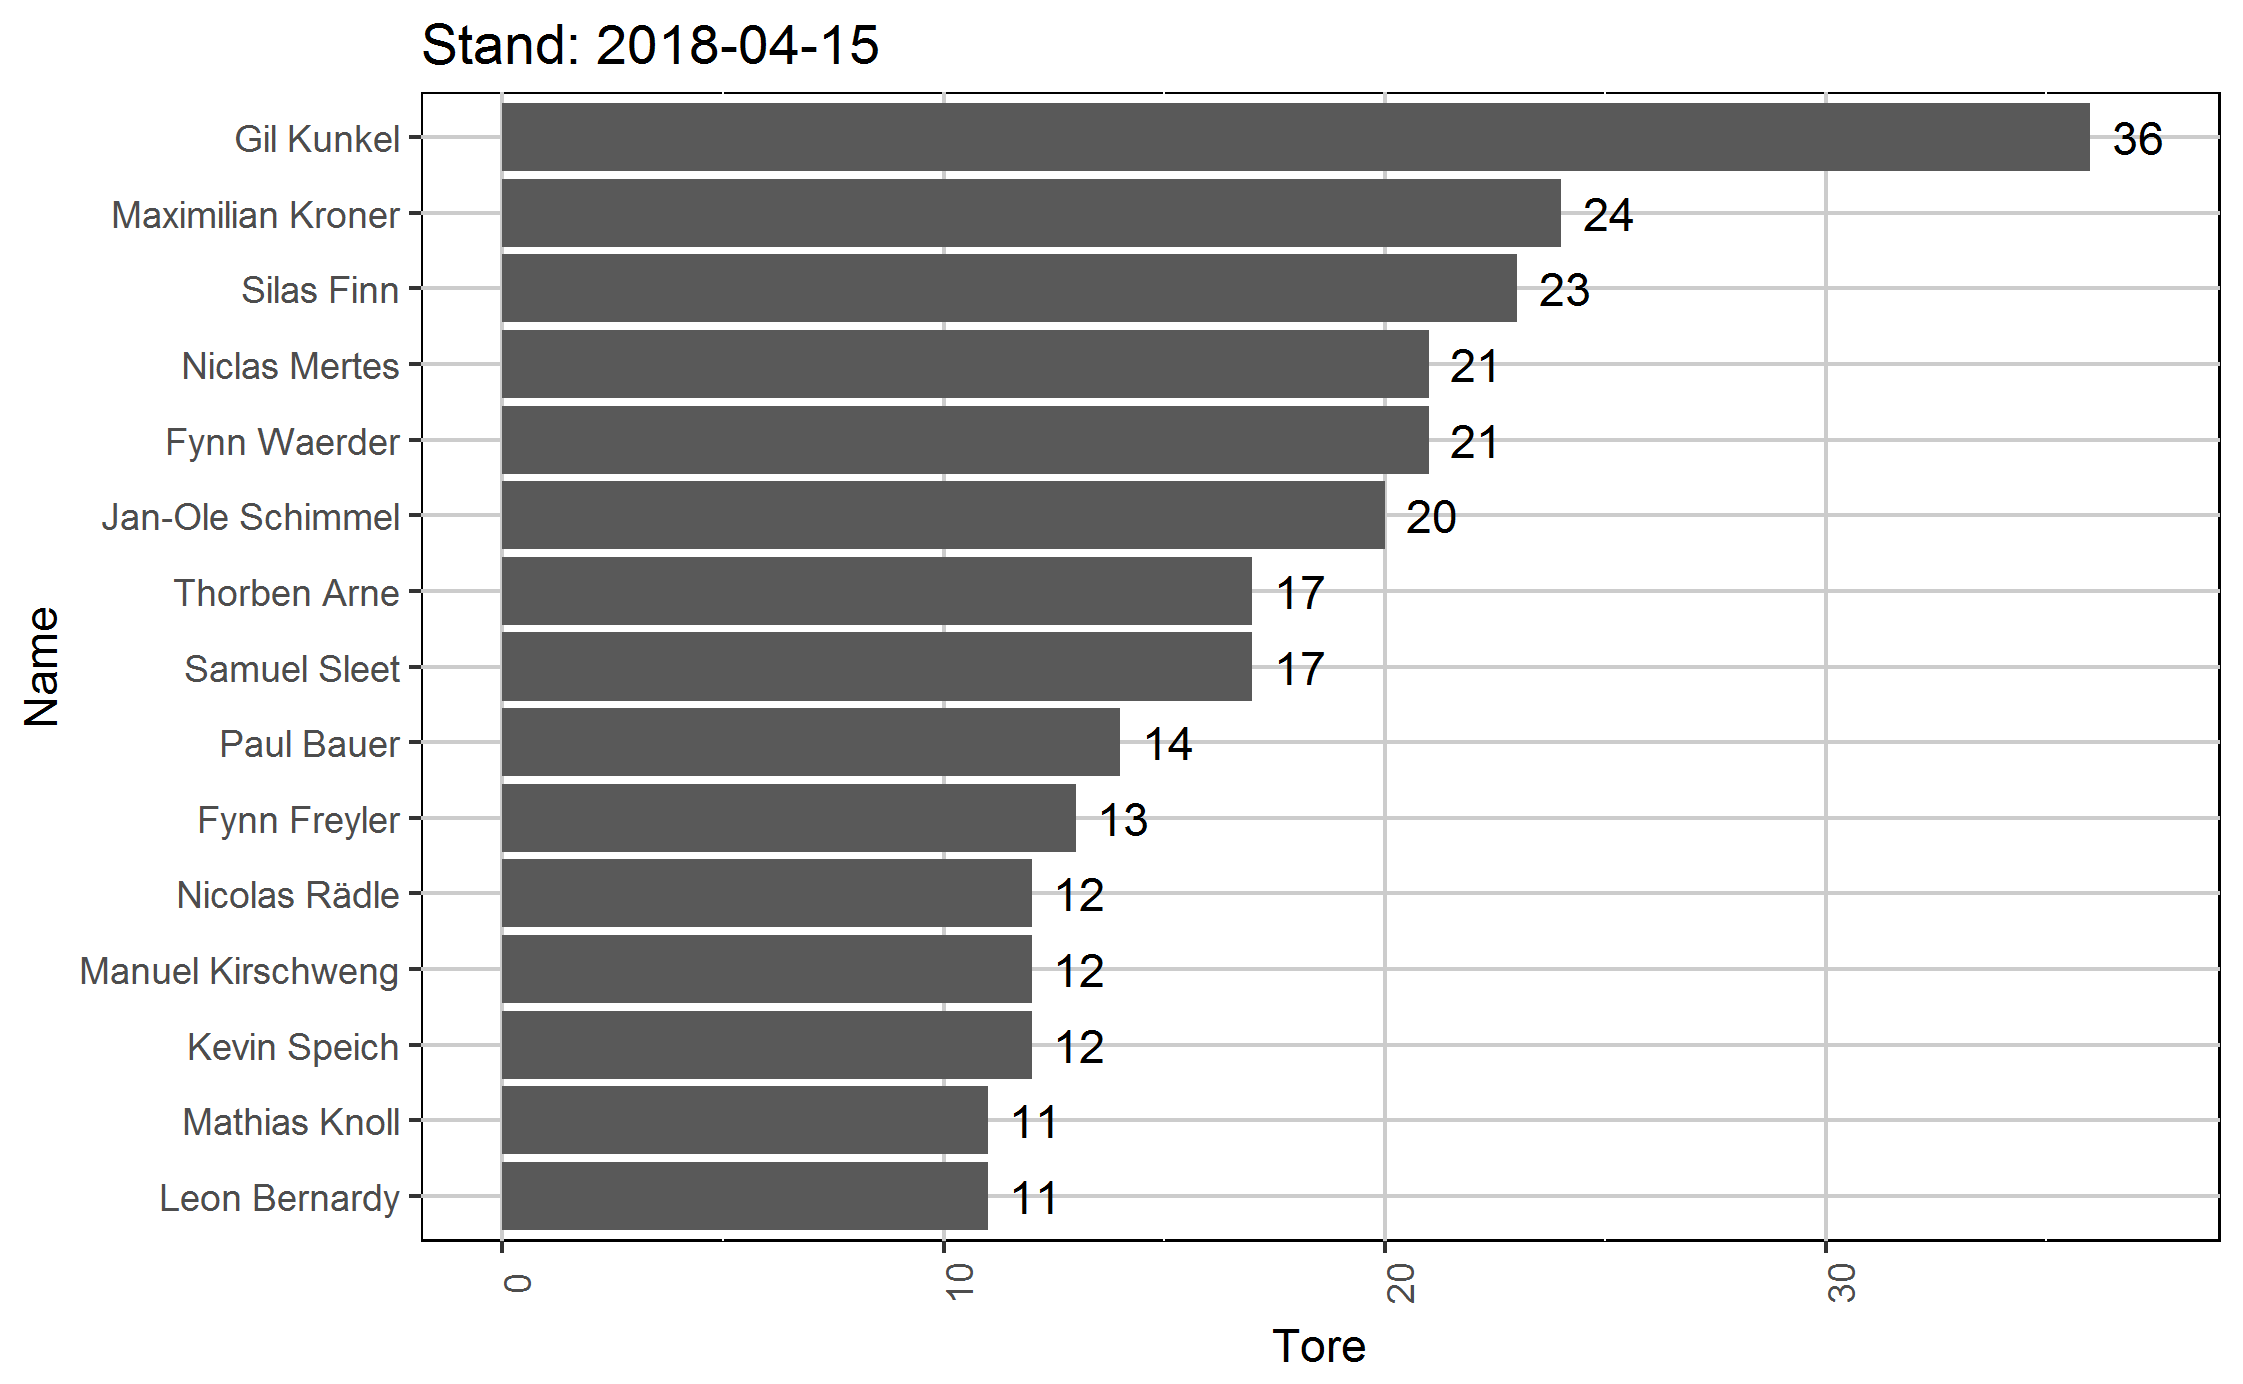 Stand: 2018-04-15
Name
Gil Kunkel 36
Maximilian Kroner 24
Silas Finn 23
Niclas Mertes 21
Fynn Waerder 21
Jan-Ole Schimmel 20
Thorben Arne 17
Samuel Sleet 17
Paul Bauer 14
Fynn Freyler 13
Nicolas Rädle 12
Manuel Kirschweng 12
Kevin Speich 12
Mathias Knoll 11
Leon Bernardy 11
0 10 20 30
Tore